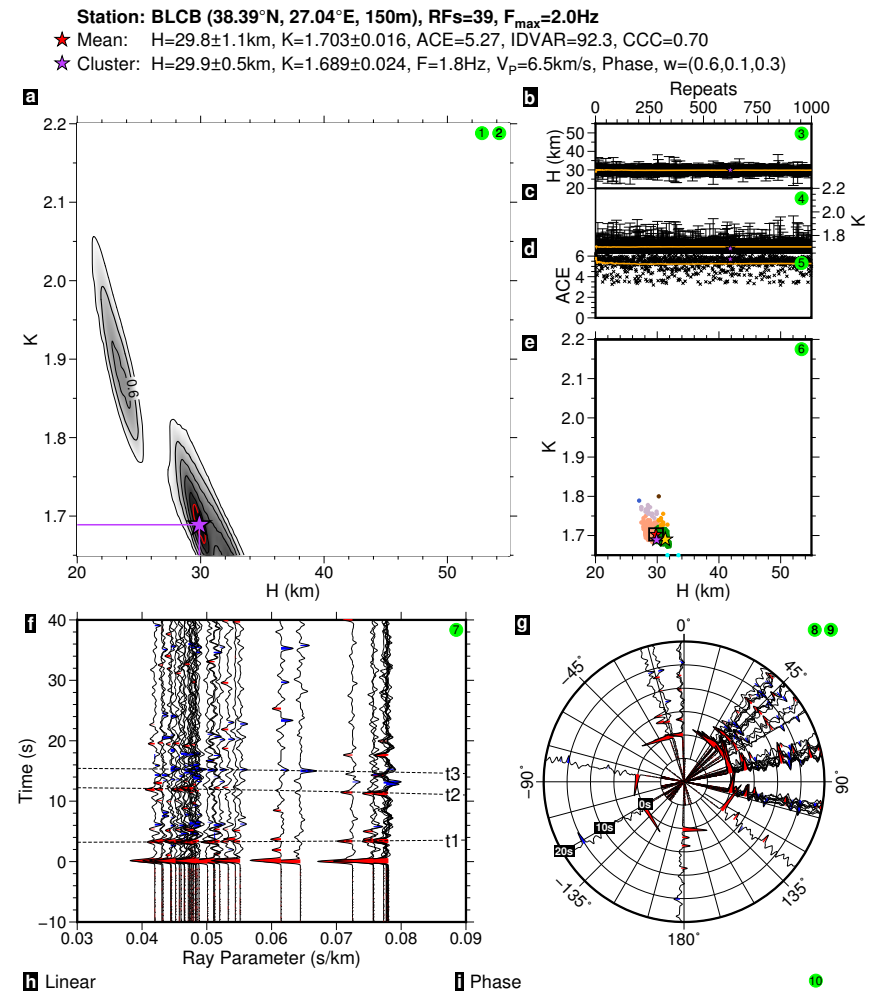 Station: BLCB (38.39°N, 27.04°E, 150m), RFs=39, Fmax=2.0Hz
Mean: H=29.8±1.1km, K=1.703±0.016, ACE=5.27, IDVAR=92.3, CCC=0.70
Cluster: H=29.9±0.5km, K=1.689±0.024, F=1.8Hz, VP=6.5km/s, Phase, w=(0.6,0.1,0.3)
a
1 2
2.2
2.1
2.0
1.9
1.8
1.7
K
0.6
20 30 40 50
H (km)
b
Repeats
0 250 500 750 1000
50
40
30
20
H (km)
3
c
2.2
2.0
1.8
K
4
d
6
4
2
0
ACE
5
e
2.2
2.1
2.0
1.9
1.8
1.7
K
6
20 30 40 50
H (km)
f
7
40
30
20
10
0
−10
Time (s)
t3
t2
t1
0.03 0.04 0.05 0.06 0.07 0.08 0.09
Ray Parameter (s/km)
g
8 9
0°
45°
90°
135°
180°
−135°
−90°
−45°
0s
10s
20s
h Linear
i Phase
10